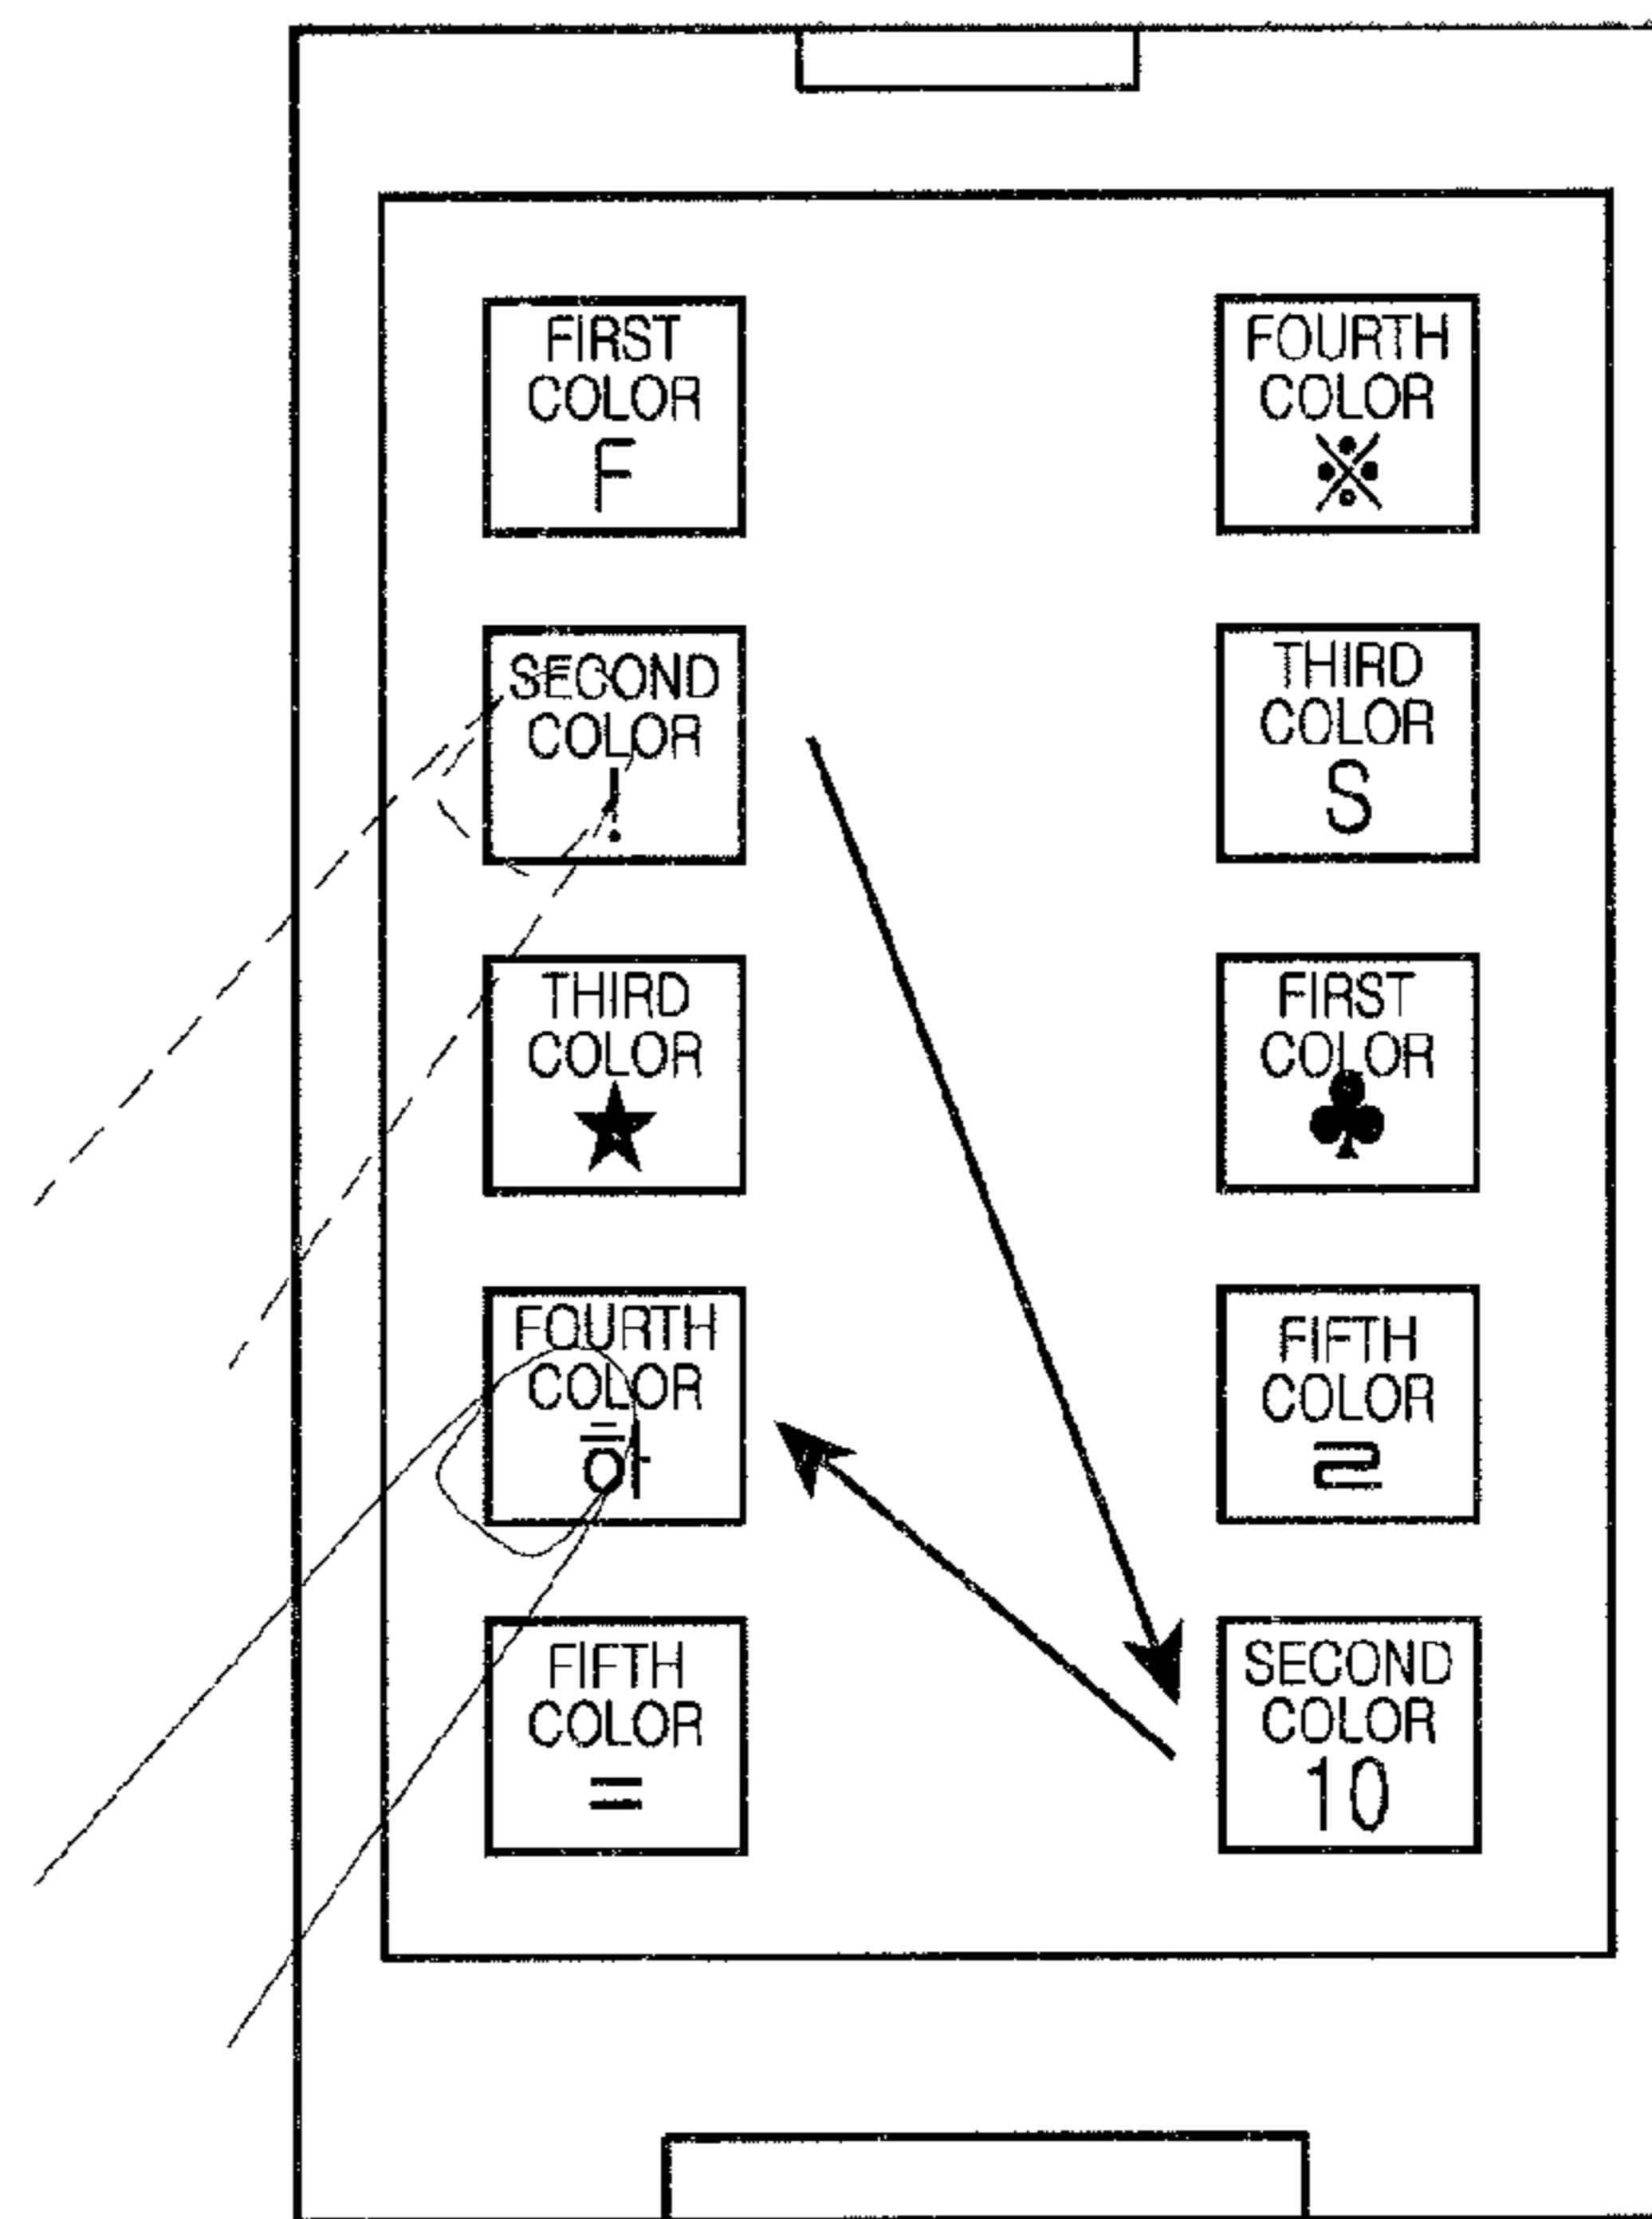 FIRST
COLOR
F
FOURTH
COLOR
※
SECOND
COLOR
!
THIRD
COLOR
S
THIRD
COLOR
★
FIRST
COLOR
♣
FOURTH
COLOR
하
FIFTH
COLOR
ㄹ
FIFTH
COLOR
=
SECOND
COLOR
10